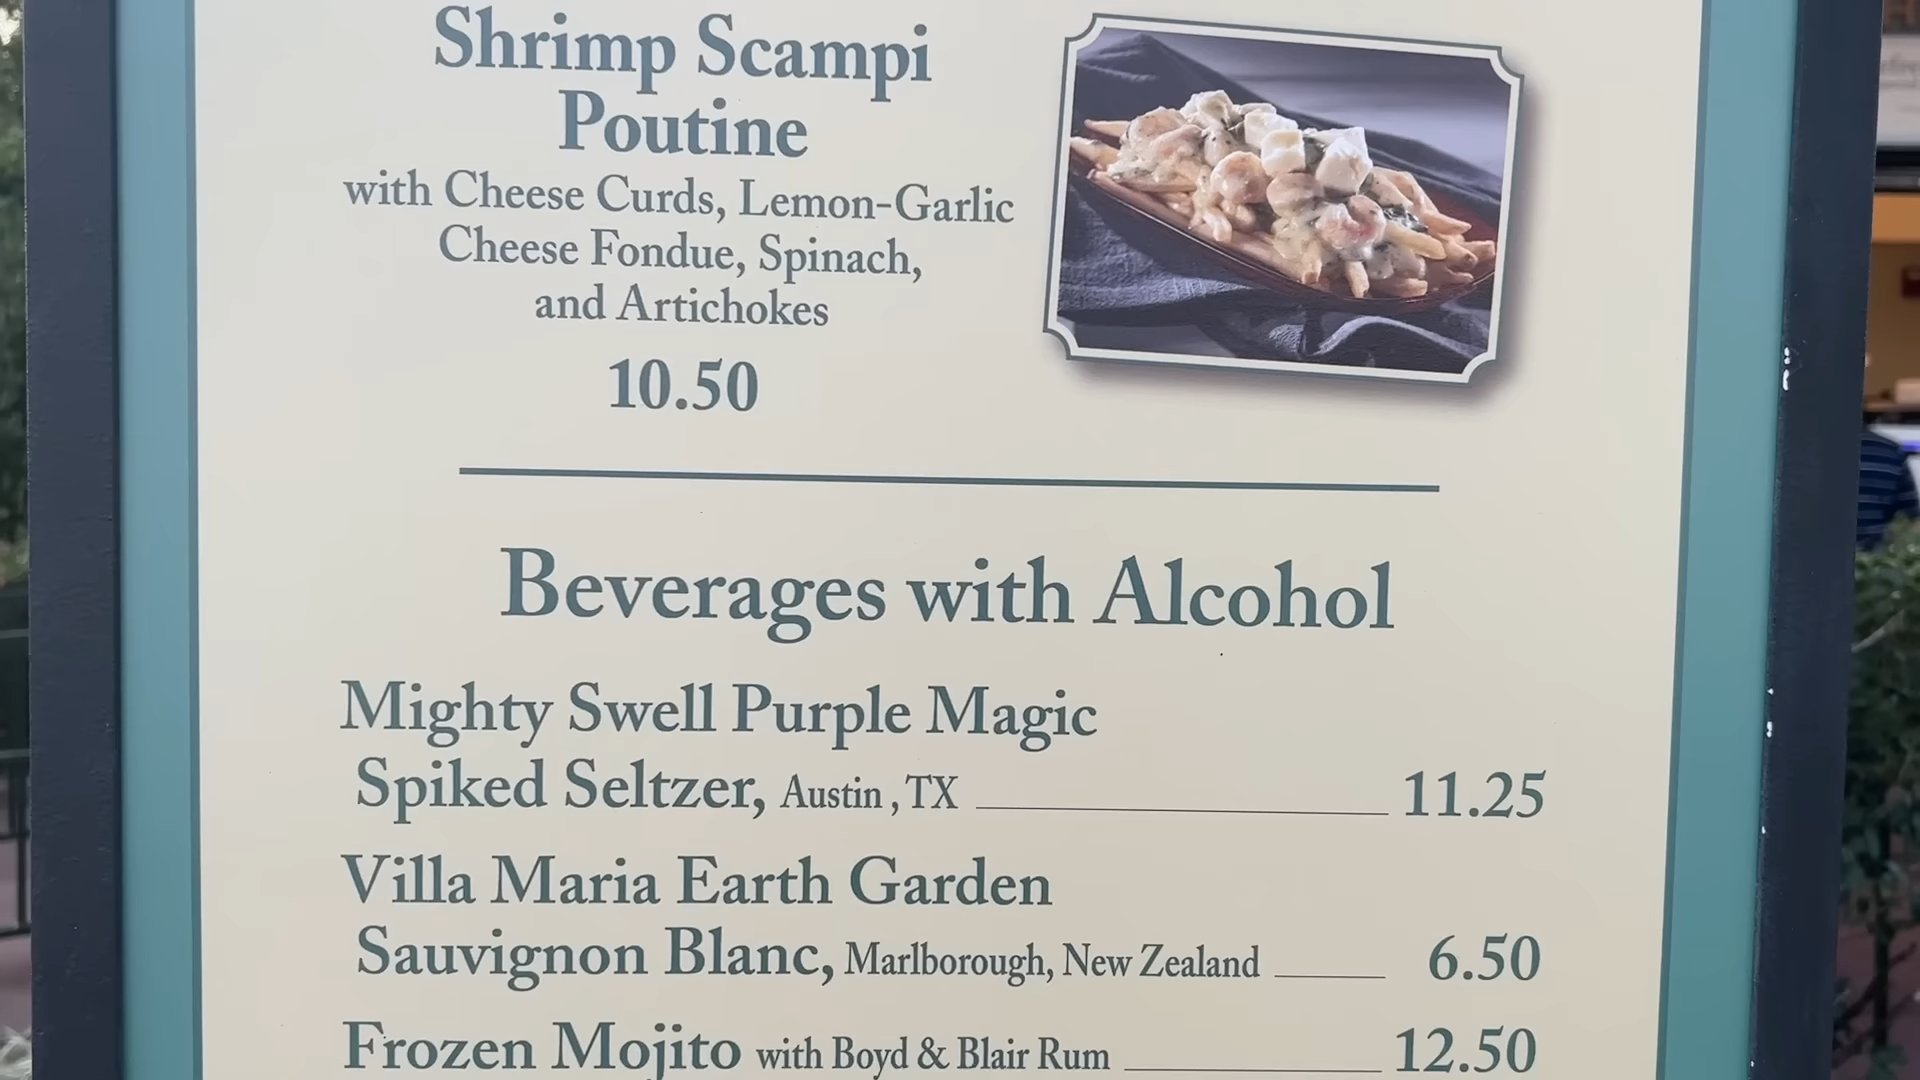 Shrimp Scampi
Poutine
with Cheese Curds, Lemon-Garlic
Cheese Fondue, Spinach,
and Artichokes
10.50
Beverages with Alcohol
Mighty Swell Purple Magic
Spiked Seltzer, Austin, TX 11.25
Villa Maria Earth Garden
Sauvignon Blanc, Marlborough, New Zealand 6.50
Frozen Mojito with Boyd & Blair Rum 12.50